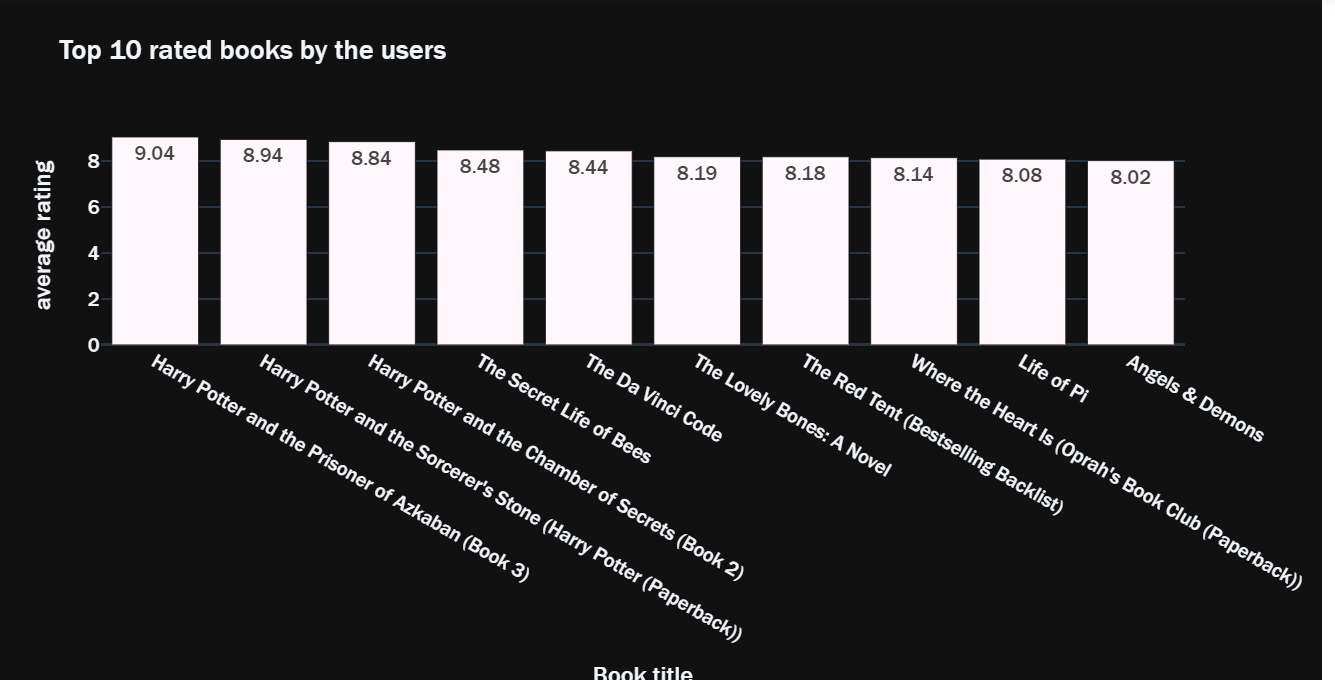 Top 10 rated books by the users
average rating
8
6
4
2
0
9.04
8.94
8.84
8.48
8.44
8.19
8.18
8.14
8.08
8.02
Harry Potter and the Prisoner of Azkaban (Book 3)
Harry Potter and the Sorcerer's Stone (Harry Potter (Paperback))
Harry Potter and the Chamber of Secrets (Book 2)
The Secret Life of Bees
The Da Vinci Code
The Lovely Bones: A Novel
The Red Tent (Bestselling Backlist)
Where the Heart Is (Oprah's Book Club (Paperback))
Life of Pi
Angels & Demons
Book title